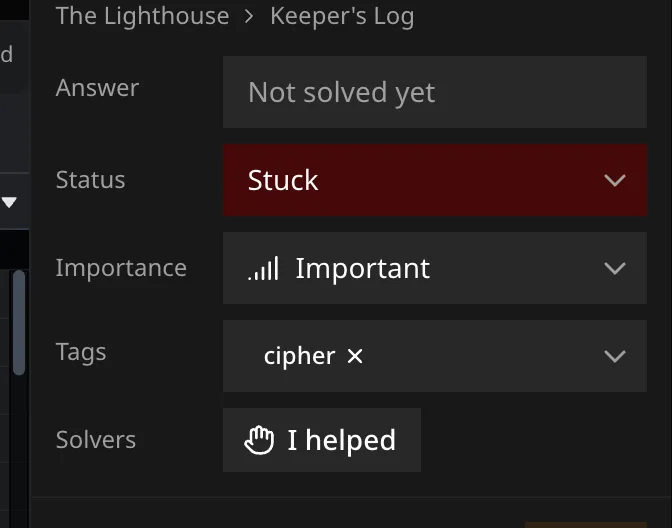 The Lighthouse > Keeper's Log
d
Answer
Not solved yet
Status
Stuck
Importance
Important
Tags
cipher ×
Solvers
I helped